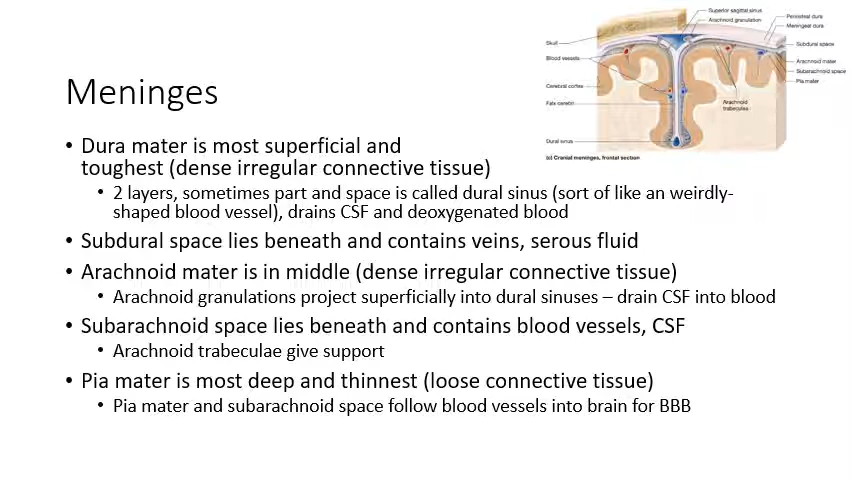 Meninges
• Dura mater is most superficial and
toughest (dense irregular connective tissue)
• 2 layers, sometimes part and space is called dural sinus (sort of like an weirdly-
shaped blood vessel), drains CSF and deoxygenated blood
• Subdural space lies beneath and contains veins, serous fluid
• Arachnoid mater is in middle (dense irregular connective tissue)
• Arachnoid granulations project superficially into dural sinuses – drain CSF into blood
• Subarachnoid space lies beneath and contains blood vessels, CSF
• Arachnoid trabeculae give support
• Pia mater is most deep and thinnest (loose connective tissue)
• Pia mater and subarachnoid space follow blood vessels into brain for BBB
Superior sagittal sinus
Arachnoid granulation
Periosteal dura
Meningeal dura
Skull
Subdural space
Blood vessels
Arachnoid mater
Subarachnoid space
Pia mater
Cerebral cortex
Falx cerebri
Arachnoid
trabeculae
Dural sinus
(c) Cranial meninges, frontal section